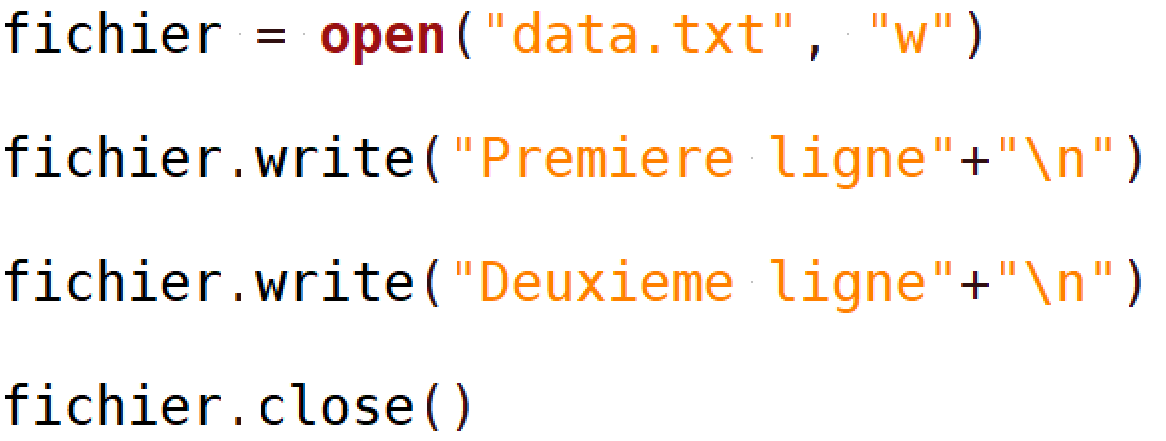 fichier = open("data.txt", "w")
fichier.write("Premiere ligne"+"\n")
fichier.write("Deuxieme ligne"+"\n")
fichier.close()